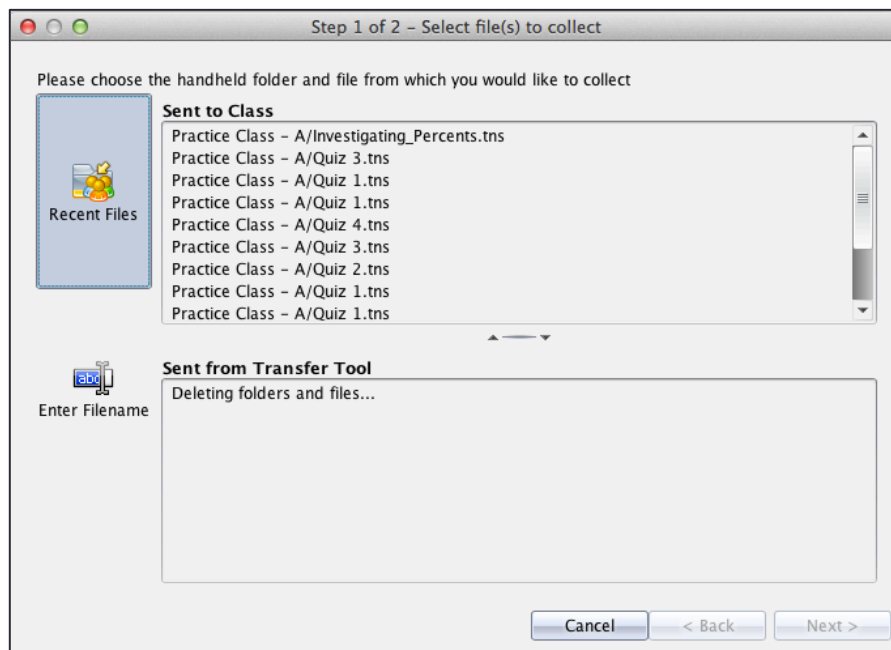 Step 1 of 2 – Select file(s) to collect
Please choose the handheld folder and file from which you would like to collect
Recent Files
Sent to Class
Practice Class – A/Investigating_Percents.tns
Practice Class – A/Quiz 3.tns
Practice Class – A/Quiz 1.tns
Practice Class – A/Quiz 1.tns
Practice Class – A/Quiz 4.tns
Practice Class – A/Quiz 3.tns
Practice Class – A/Quiz 2.tns
Practice Class – A/Quiz 1.tns
Practice Class – A/Quiz 1.tns
abc
Enter Filename
Sent from Transfer Tool
Deleting folders and files...
Cancel
< Back
Next >